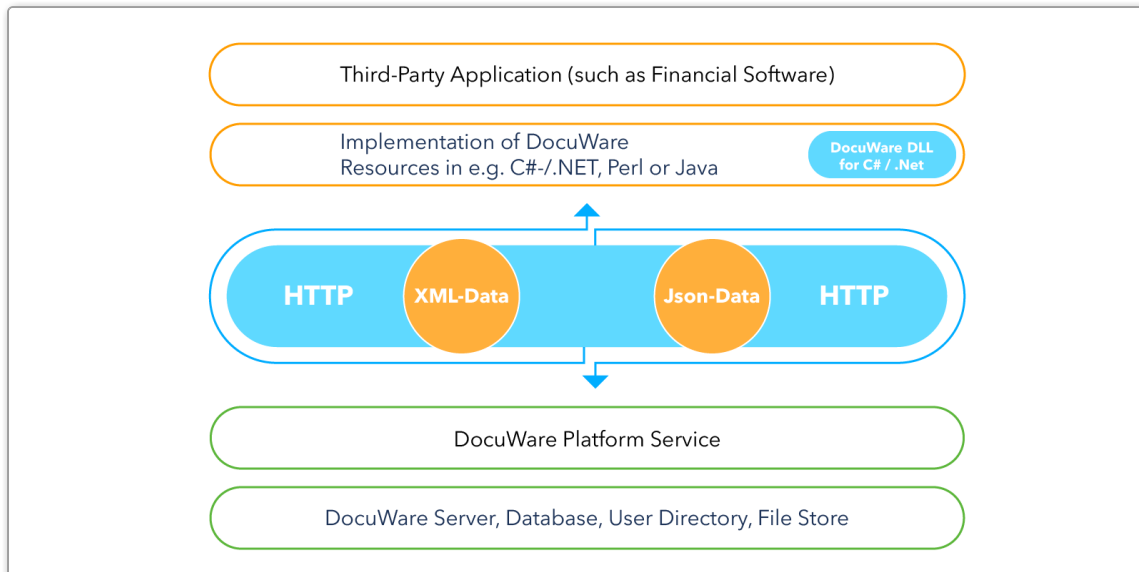 Third-Party Application (such as Financial Software)
Implementation of DocuWare
Resources in e.g. C#-/.NET, Perl or Java
DocuWare DLL
for C# / .Net
HTTP
XML-Data
Json-Data
HTTP
DocuWare Platform Service
DocuWare Server, Database, User Directory, File Store